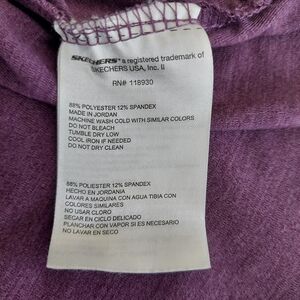 SKECHERS ® a registered trademark of
SKECHERS USA, Inc. II
RN# 118930
88% POLYESTER 12% SPANDEX
MADE IN JORDAN
MACHINE WASH COLD WITH SIMILAR COLORS
DO NOT BLEACH
TUMBLE DRY LOW
COOL IRON IF NEEDED
DO NOT DRY CLEAN
88% POLIESTER 12% SPANDEX
HECHO EN JORDANIA
LAVAR A MAQUINA CON AGUA TIBIA CON
COLORES SIMILARES
NO USAR CLORO
SECAR EN CICLO DELICADO
PLANCHAR CON VAPOR SI ES NECESARIO
NO LAVAR EN SECO